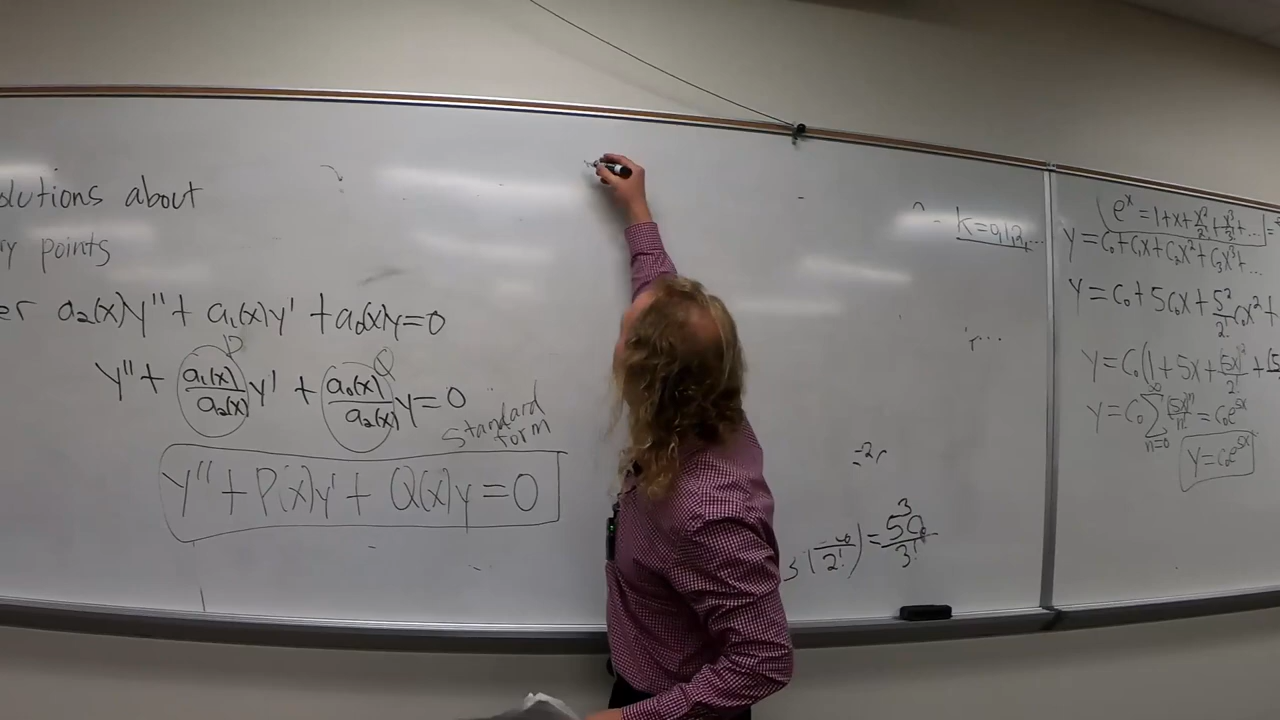 olutions about
ry points
er a₂(x)y" + a₁(x)y' + a₀(x)y=0
P Q
y" + a₁(x)/a₂(x) y' + a₀(x)/a₂(x) y=0
standard form
y" + P(x)y' + Q(x)y=0
k=0,1,2,...
= 5³C₀/3!
eˣ = 1+x+x²/2!+x³/3!+...
y=C₀+C₁x+C₂x²+C₃x³+...
y=C₀+5C₀x+5²/2! C₀x²+
y=C₀(1+5x+(5x)²/2!+(5
y=C₀ ∞∑n=0 (5x)ⁿ/n! = C₀e⁵ˣ
y=C₀e⁵ˣ